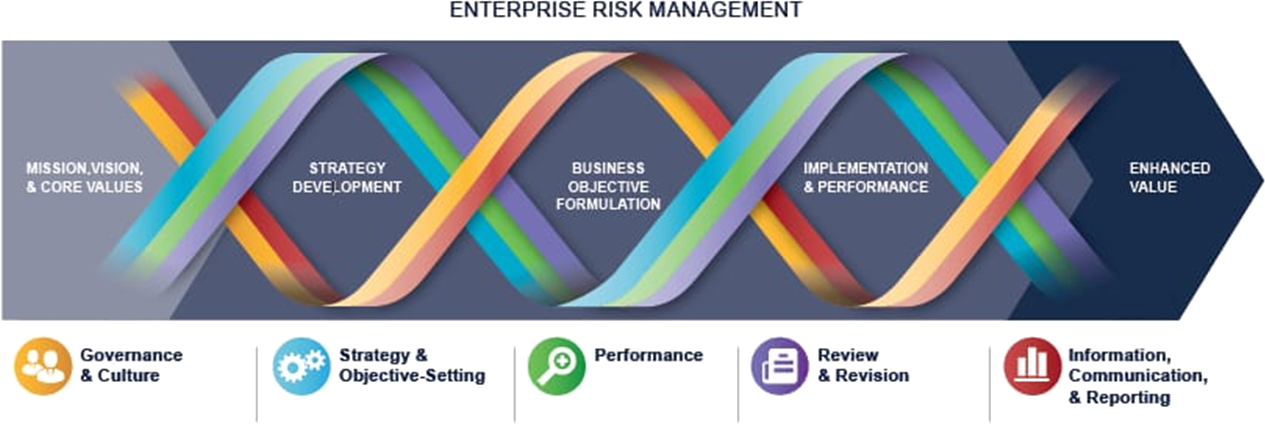 ENTERPRISE RISK MANAGEMENT
MISSION,VISION,
& CORE VALUES
STRATEGY
DEVELOPMENT
BUSINESS
OBJECTIVE
FORMULATION
IMPLEMENTATION
& PERFORMANCE
ENHANCED
VALUE
Governance
& Culture
Strategy &
Objective-Setting
Performance
Review
& Revision
Information,
Communication,
& Reporting